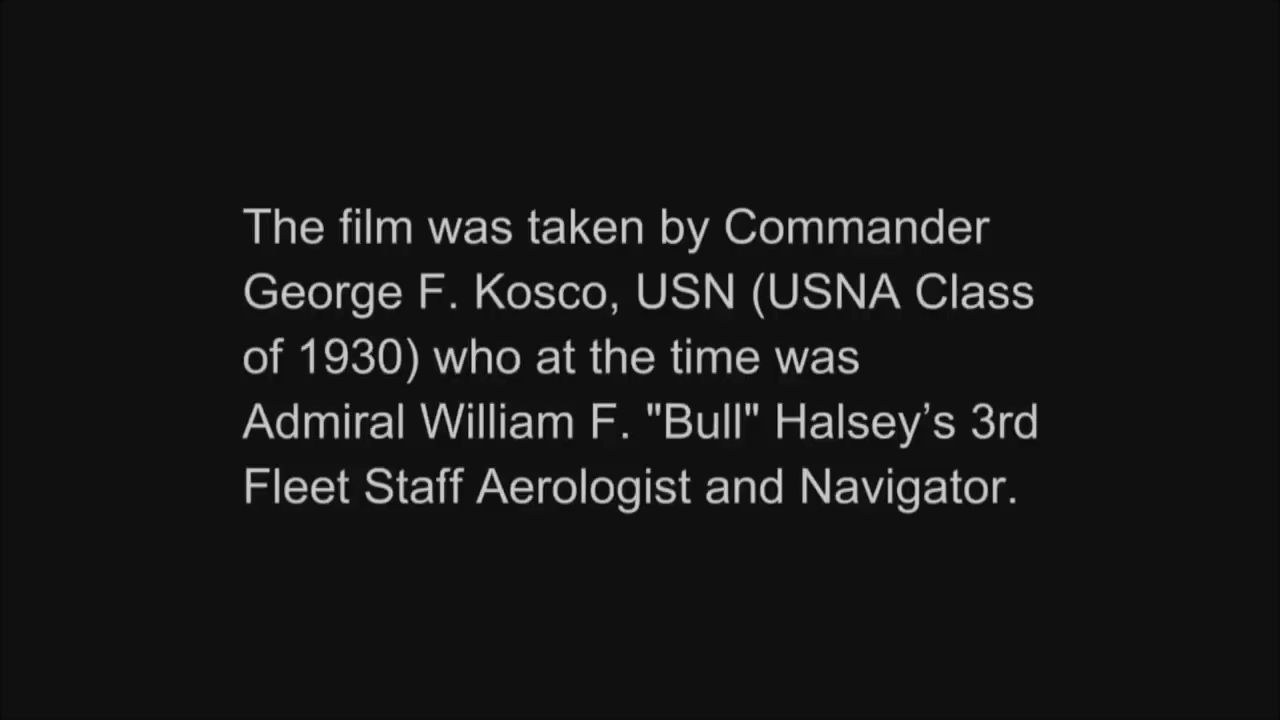 The film was taken by Commander
George F. Kosco, USN (USNA Class
of 1930) who at the time was
Admiral William F. "Bull" Halsey’s 3rd
Fleet Staff Aerologist and Navigator.